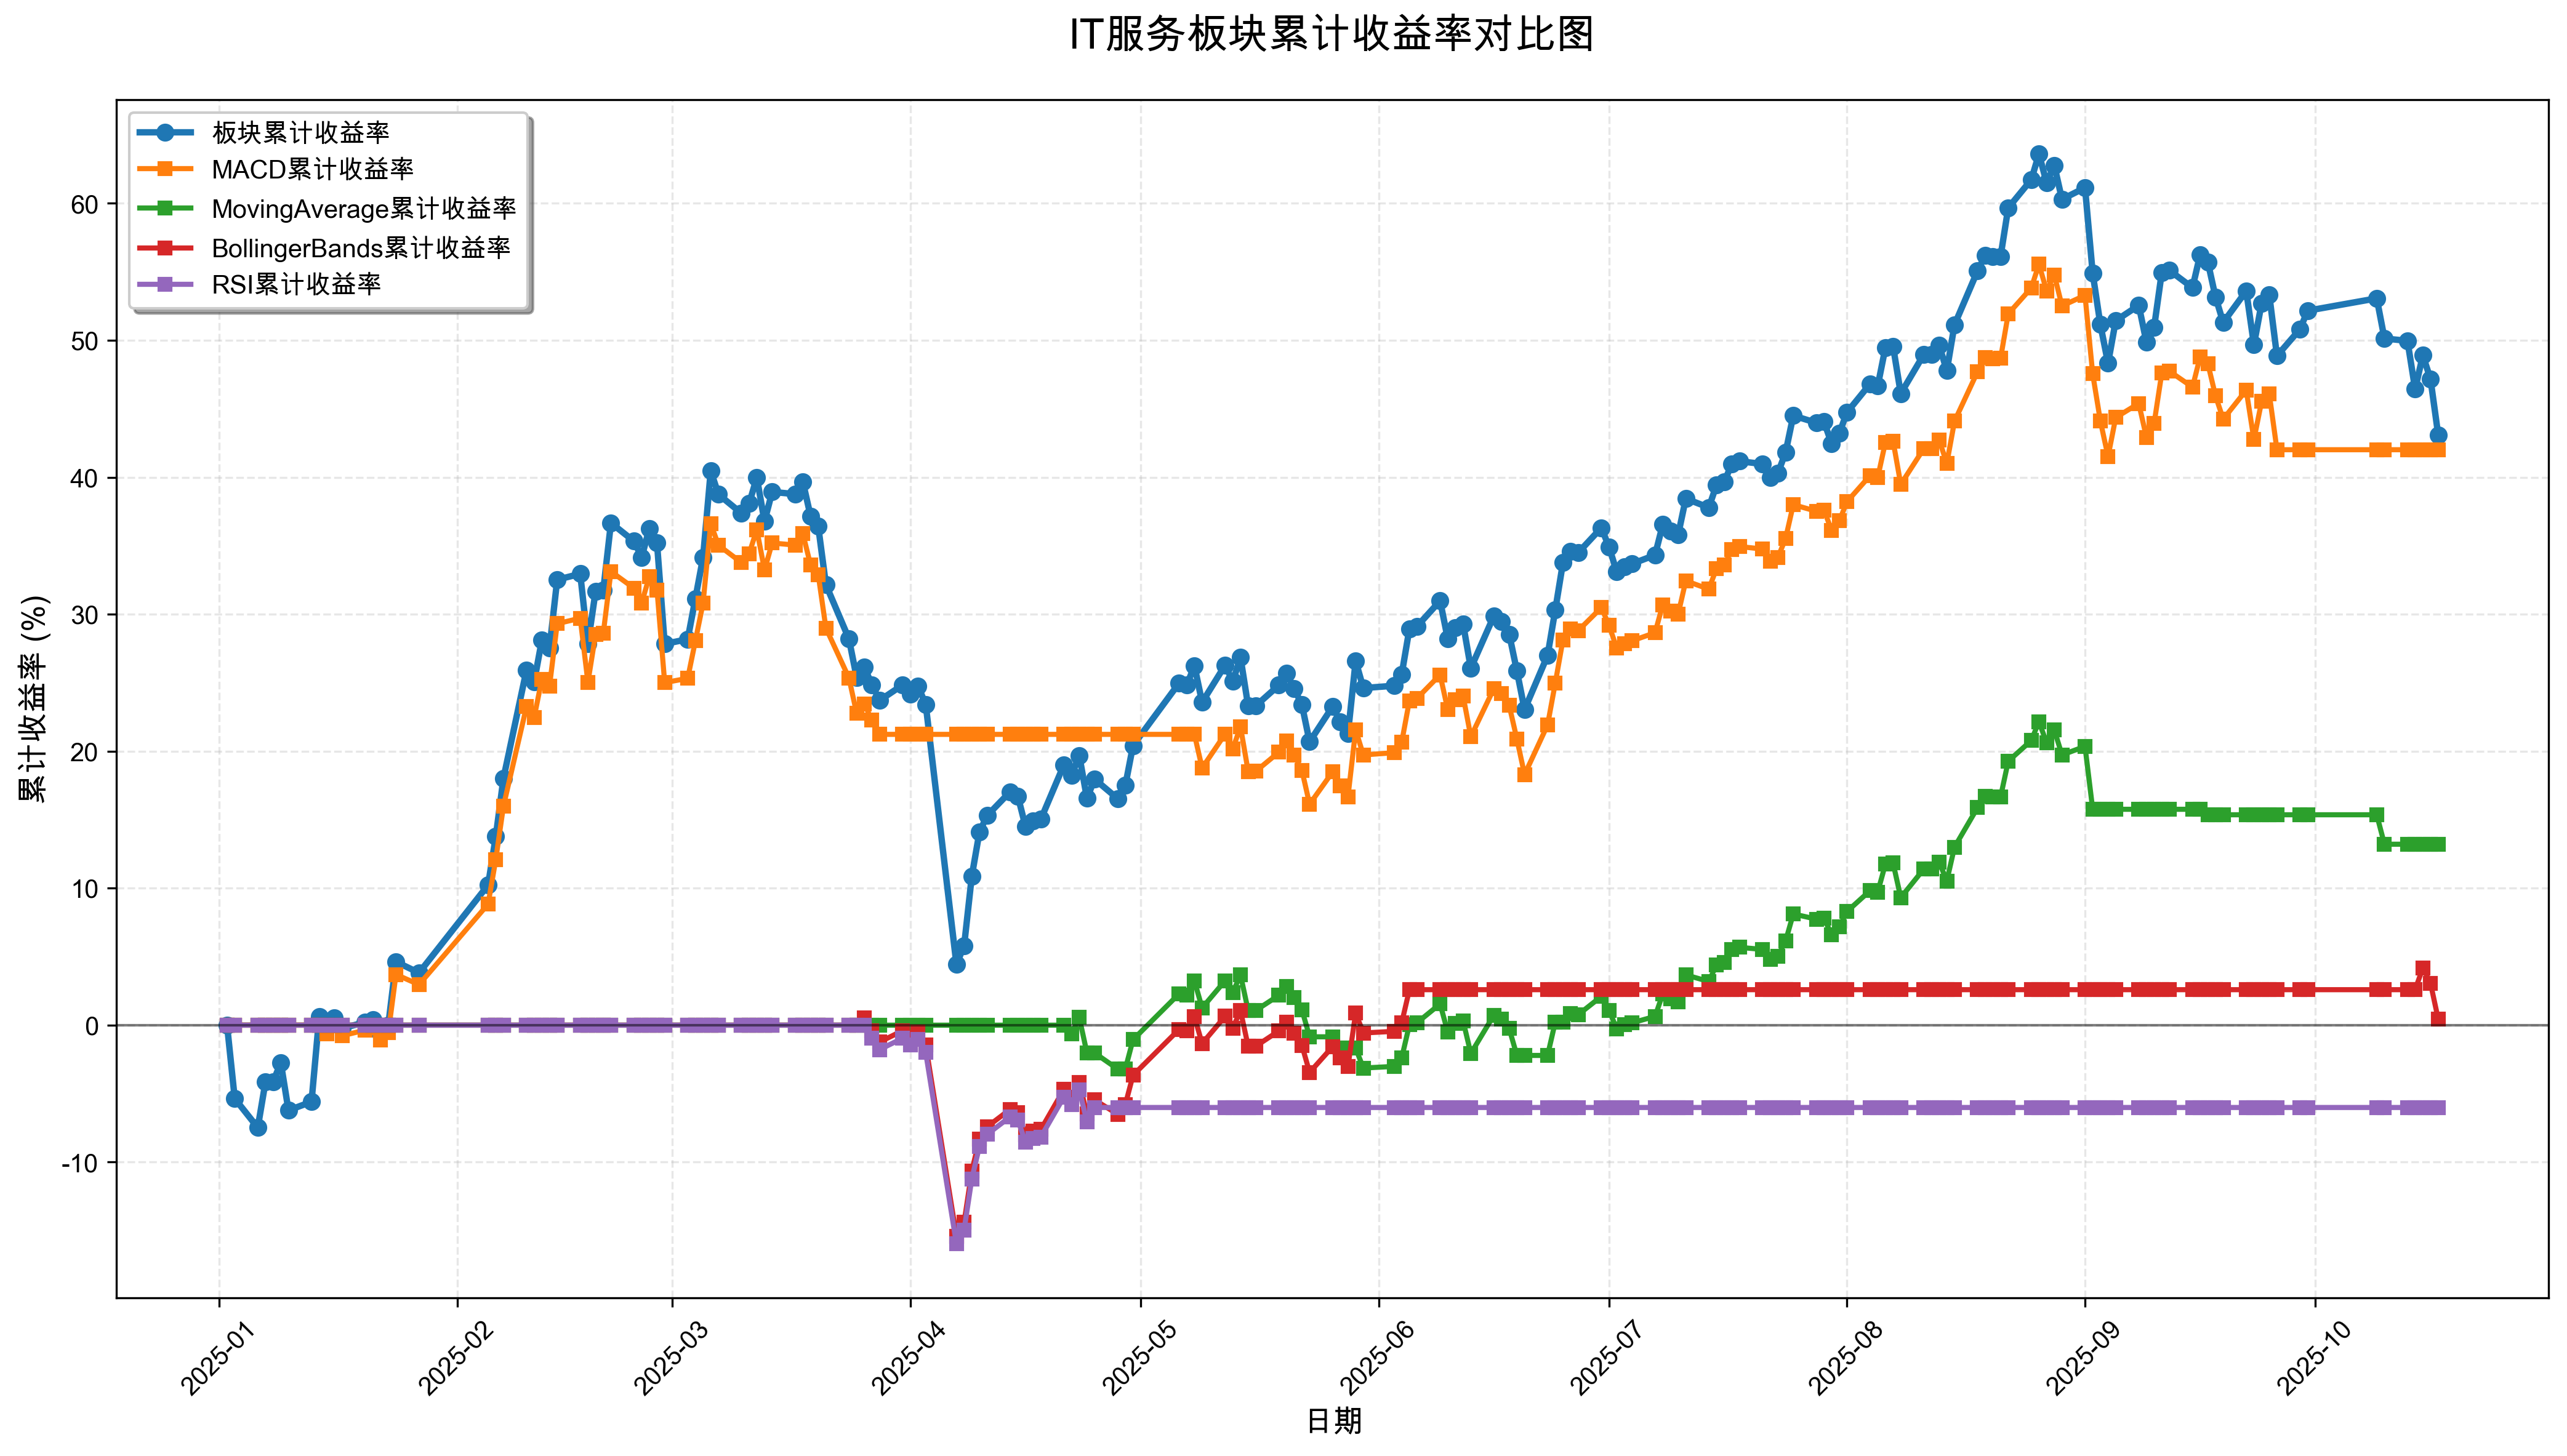 IT服务板块累计收益率对比图
板块累计收益率
MACD累计收益率
MovingAverage累计收益率
BollingerBands累计收益率
RSI累计收益率
累计收益率 (%)
60
50
40
30
20
10
0
-10
2025-01
2025-02
2025-03
2025-04
2025-05
2025-06
2025-07
2025-08
2025-09
2025-10
日期